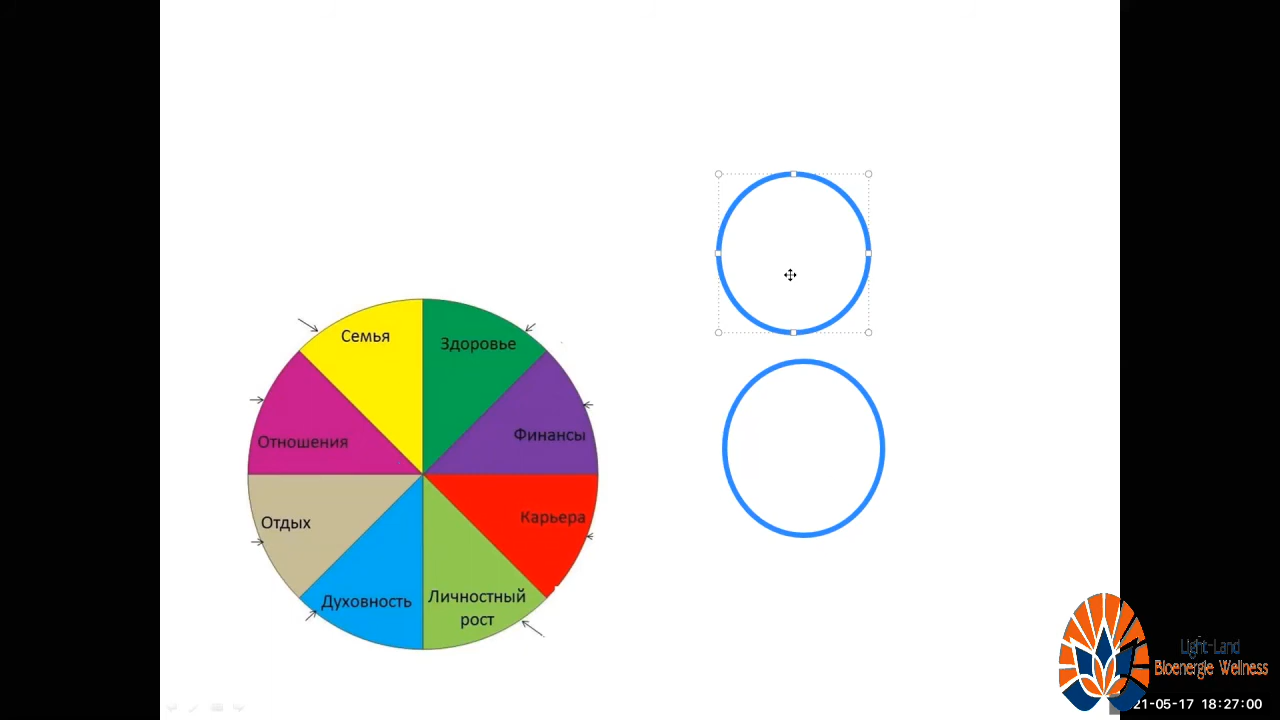 Семья
Здоровье
Отношения
Финансы
Отдых
Карьера
Духовность
Личностный
рост
Light-Land
Bioenergie Wellness
21-05-17 18:27:00